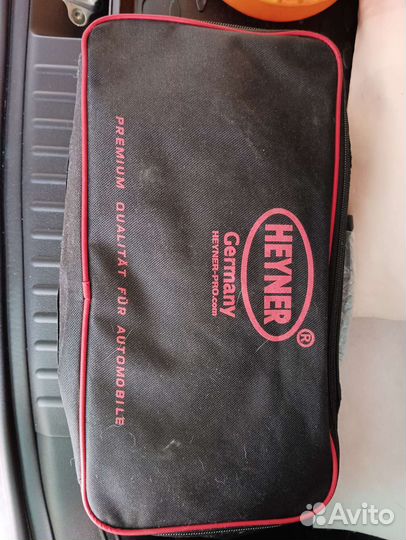 HEYNER®
Germany
HEYNER-PRO.com
PREMIUM QUALITÄT FÜR AUTOMOBILE
Avito